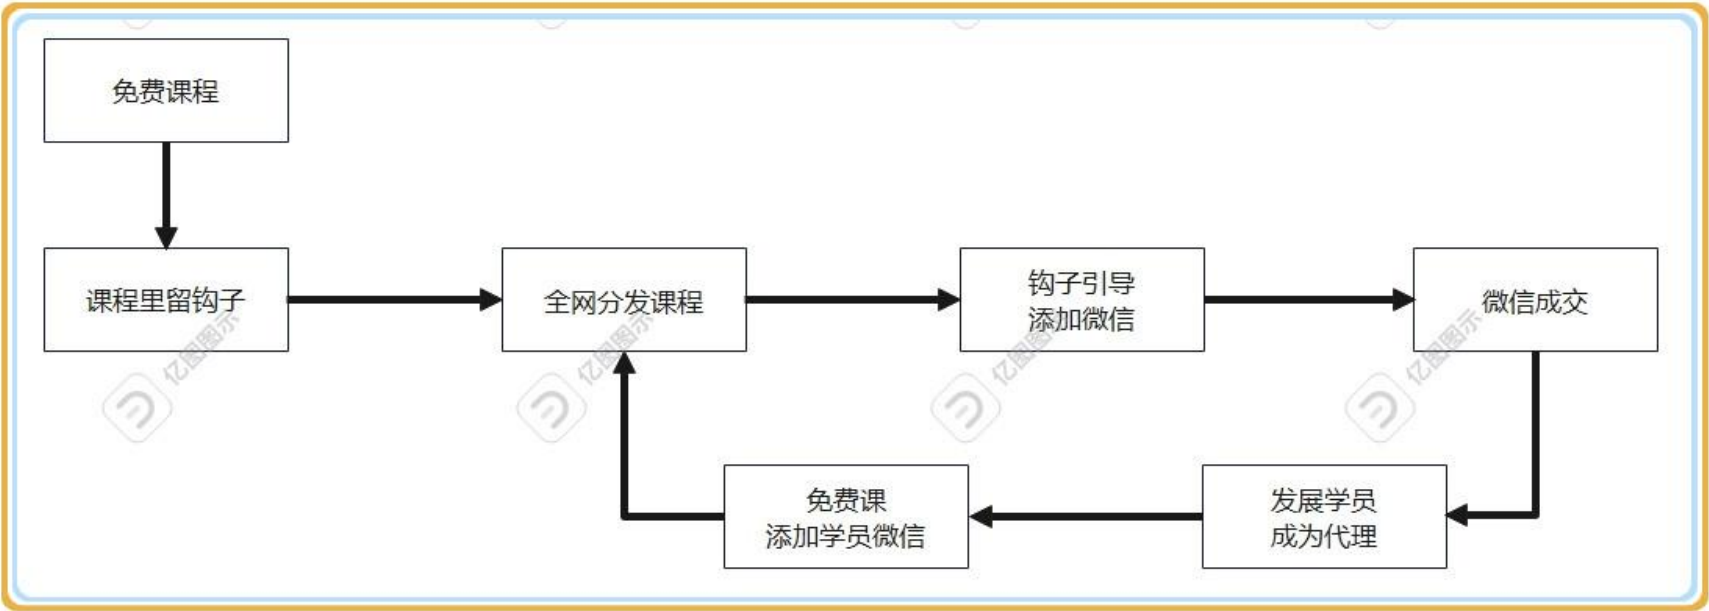 免费课程
课程里留钩子
全网分发课程
钩子引导
添加微信
微信成交
免费课
添加学员微信
发展学员
成为代理
亿图图示
亿图图示
亿图图示
亿图图示